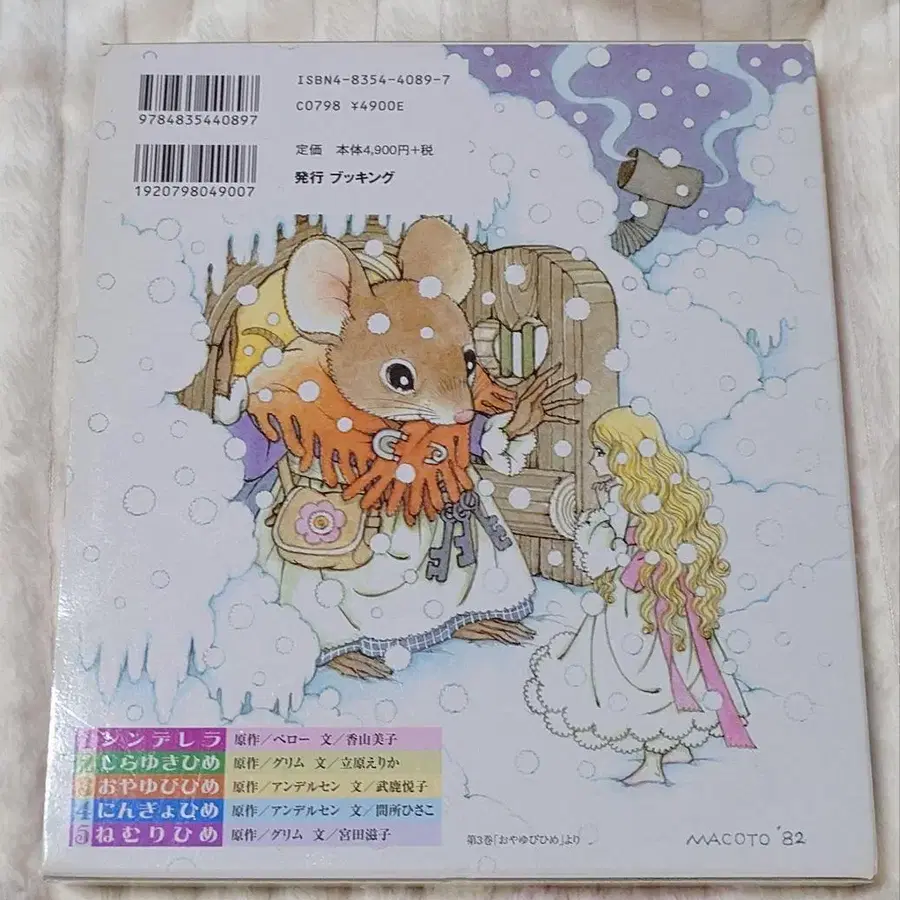 9784835440897
ISBN4-8354-4089-7
C0798 ¥4900E
1920798049007
定価 本体4,900円+税
発行 ブッキング
1 シンデレラ 原作/ペロー 文/香山美子
2 しらゆきひめ 原作/グリム 文/立原えりか
3 おやゆびひめ 原作/アンデルセン 文/武鹿悦子
4 にんぎょひめ 原作/アンデルセン 文/間所ひさこ
5 ねむりひめ 原作/グリム 文/宮田滋子
第3巻「おやゆびひめ」より
MACOTO '82